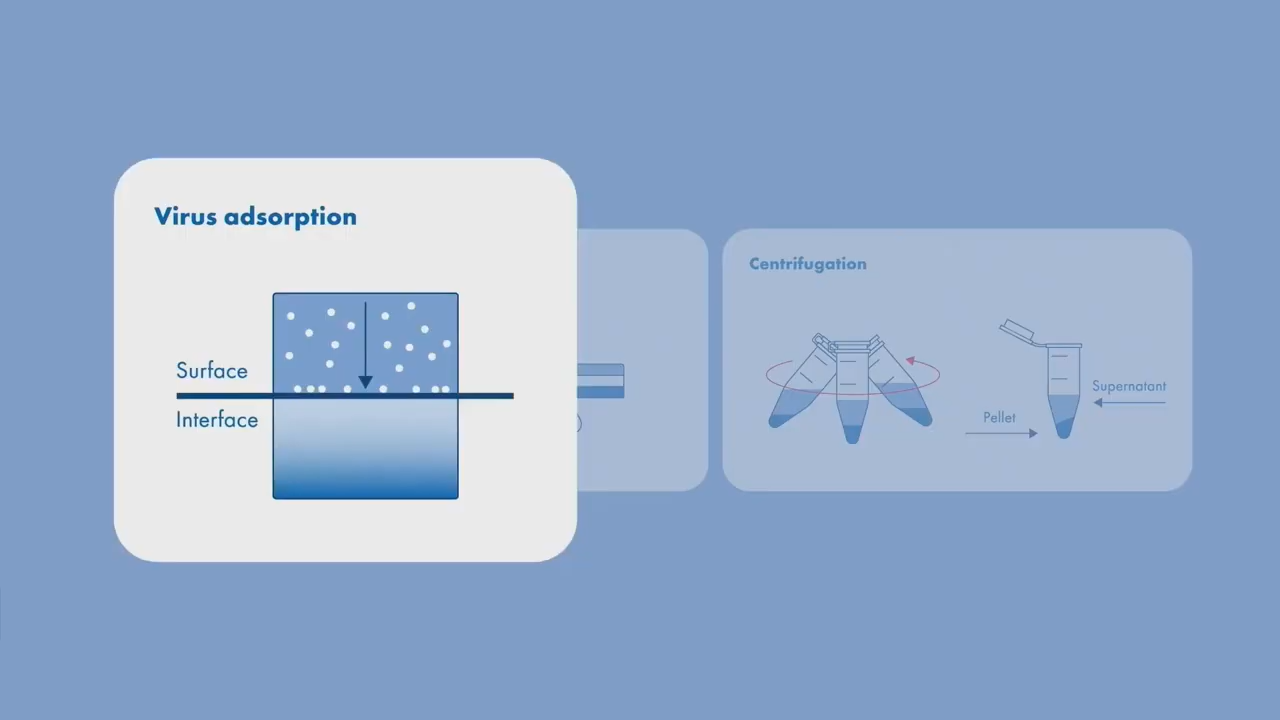 Virus adsorption
Surface
Interface
Centrifugation
Pellet
Supernatant